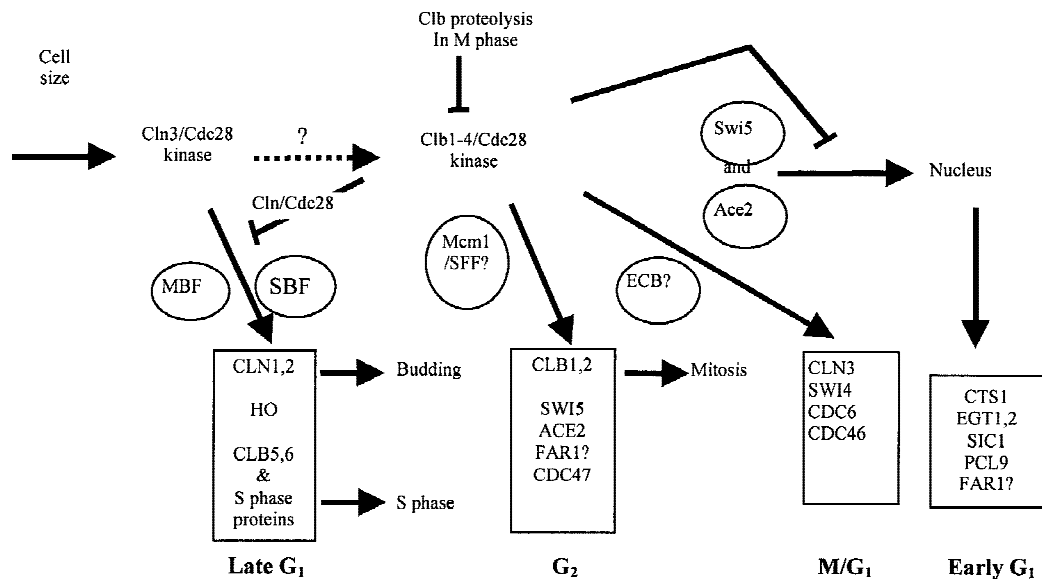 Clb proteolysis
In M phase
Cell
size
Cln3/Cdc28
kinase
?
Clb1-4/Cdc28
kinase
Swi5
and
Ace2
Nucleus
Cln/Cdc28
MBF
SBF
Mcm1
/SFF?
ECB?
CLN1,2
HO
CLB5,6
&
S phase
proteins
Budding
S phase
CLB1,2
SWI5
ACE2
FAR1?
CDC47
Mitosis
CLN3
SWI4
CDC6
CDC46
CTS1
EGT1,2
SIC1
PCL9
FAR1?
Late G₁
G₂
M/G₁
Early G₁